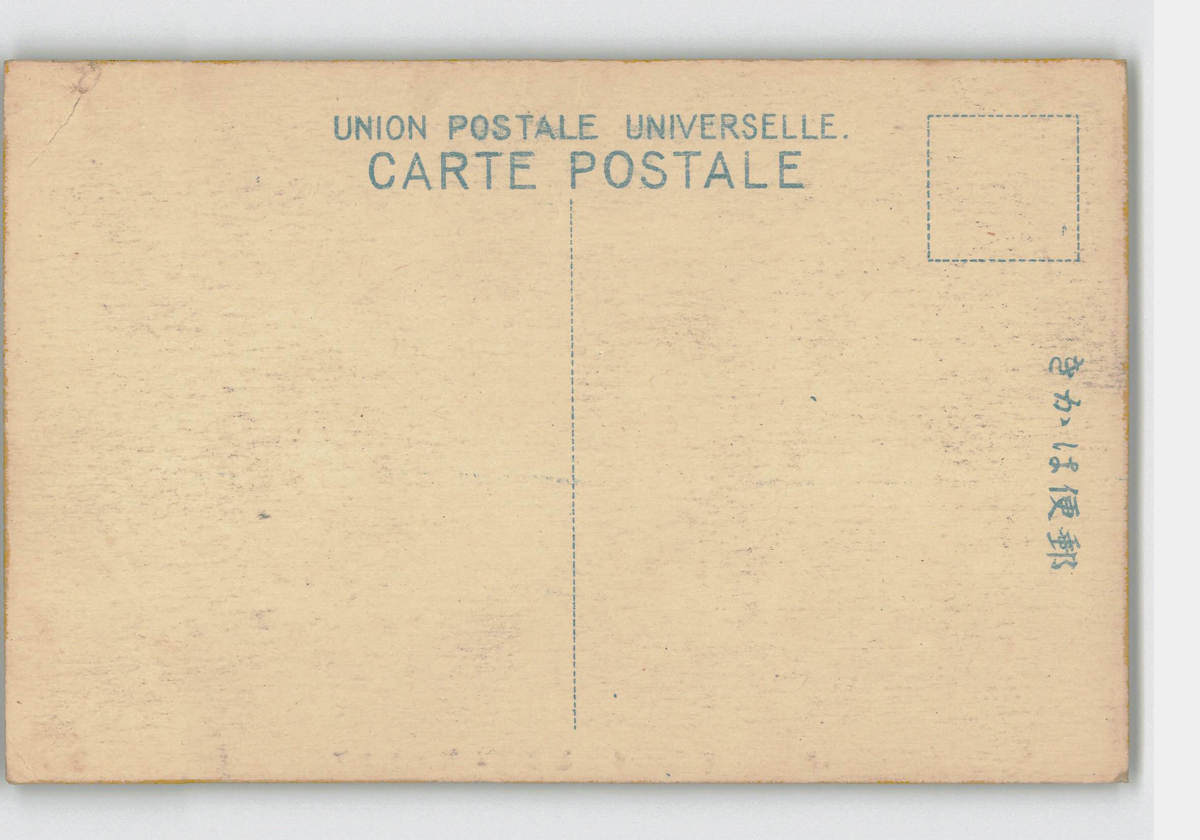 UNION POSTALE UNIVERSELLE.
CARTE POSTALE
きかは便郵